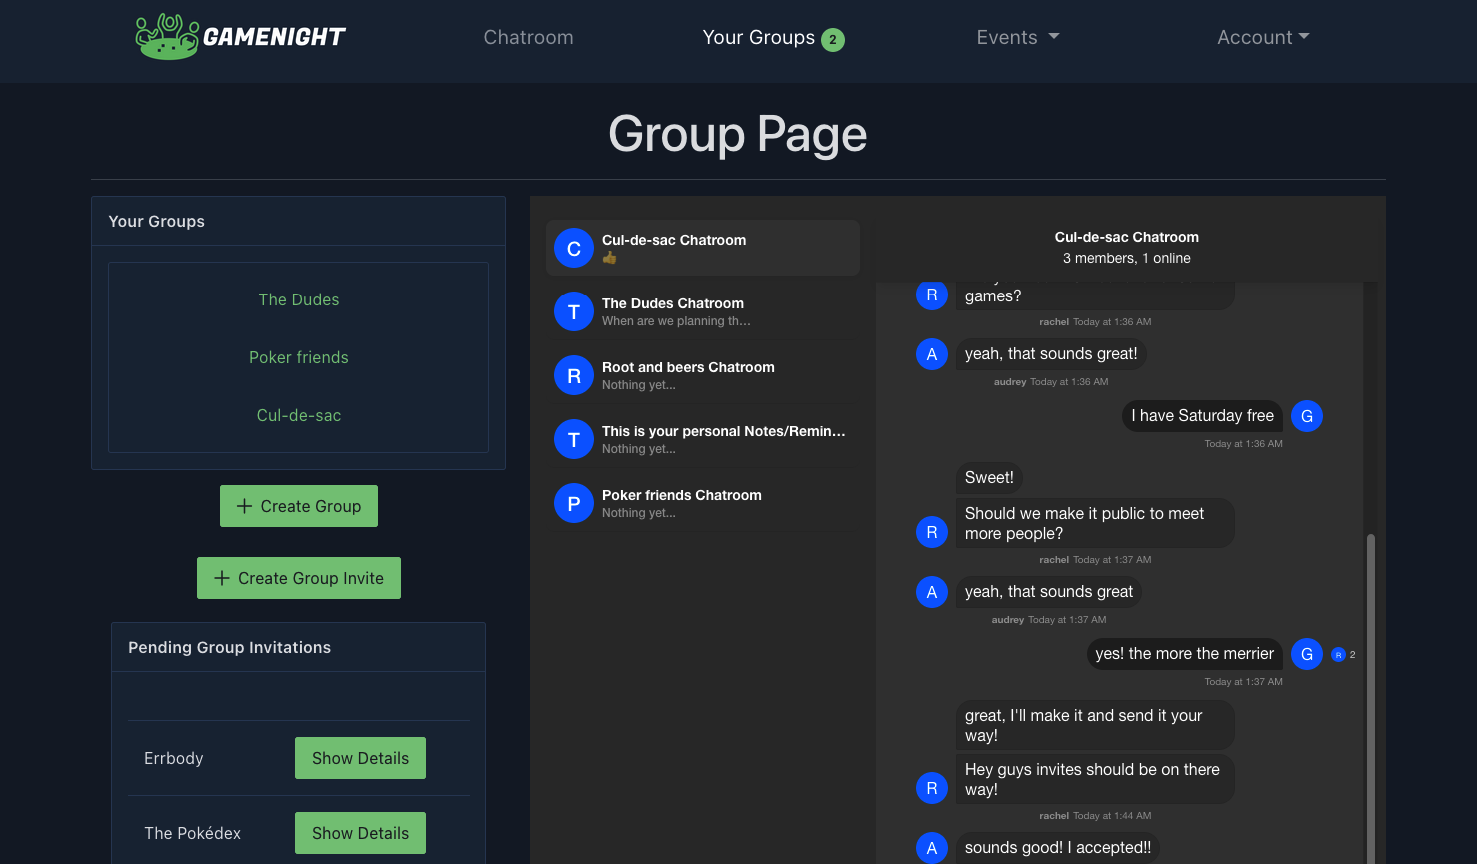 GAMENIGHT
Chatroom
Your Groups 2
Events
Account
Group Page
Your Groups
The Dudes
Poker friends
Cul-de-sac
+ Create Group
+ Create Group Invite
Pending Group Invitations
Errbody
Show Details
The Pokédex
Show Details
C
Cul-de-sac Chatroom
T
The Dudes Chatroom
When are we planning th...
R
Root and beers Chatroom
Nothing yet...
T
This is your personal Notes/Remin...
Nothing yet...
P
Poker friends Chatroom
Nothing yet...
Cul-de-sac Chatroom
3 members, 1 online
R
games?
rachel Today at 1:36 AM
A
yeah, that sounds great!
audrey Today at 1:36 AM
I have Saturday free
G
Today at 1:36 AM
Sweet!
Should we make it public to meet
more people?
R
rachel Today at 1:37 AM
A
yeah, that sounds great
audrey Today at 1:37 AM
yes! the more the merrier
G
R 2
Today at 1:37 AM
great, I'll make it and send it your
way!
Hey guys invites should be on there
way!
R
rachel Today at 1:44 AM
A
sounds good! I accepted!!